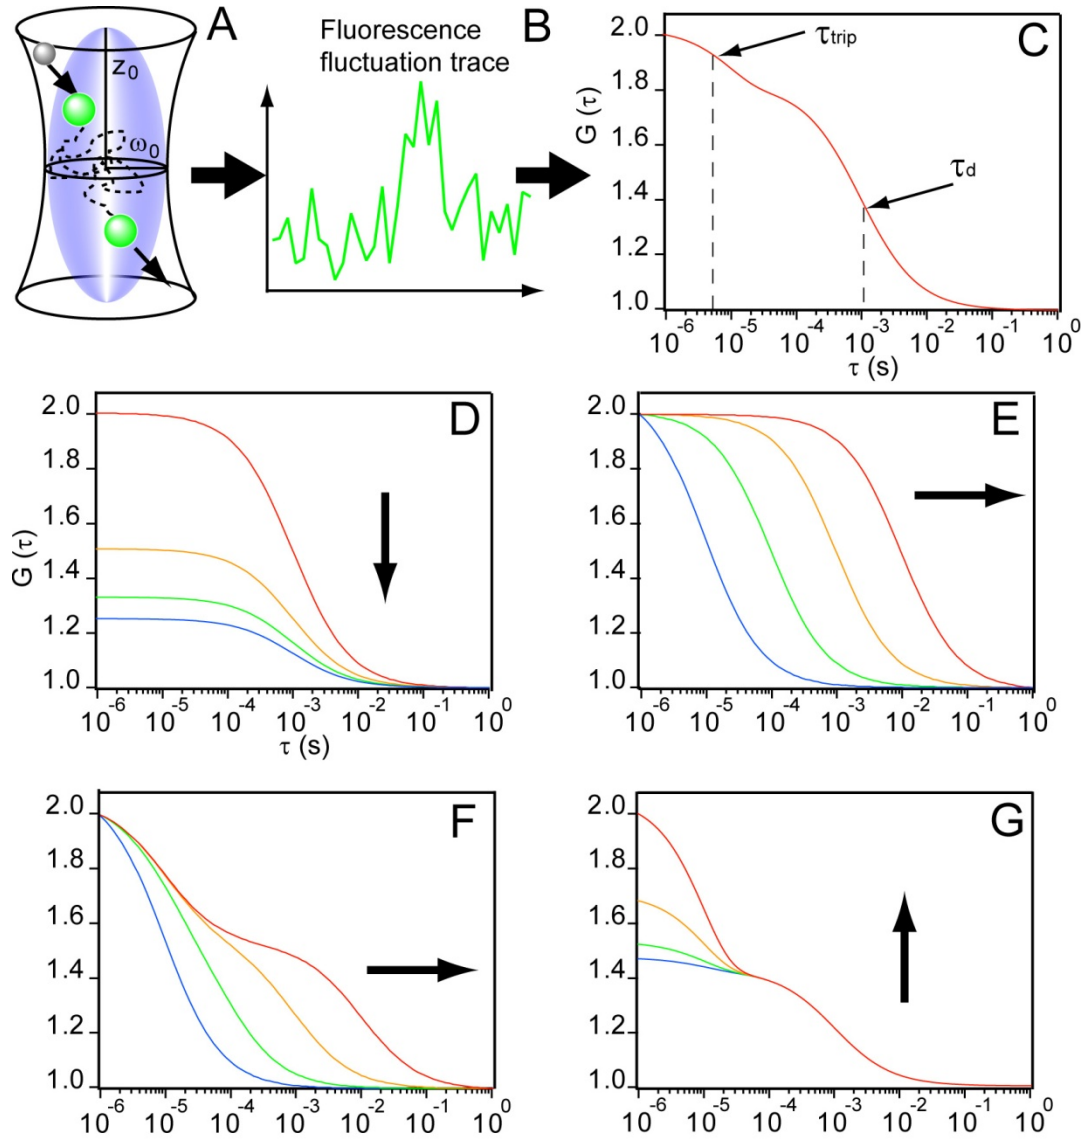 A
z₀
ω₀
B
Fluorescence
fluctuation trace
C
τtrip
τd
G (τ)
2.0
1.8
1.6
1.4
1.2
1.0
10⁻⁶ 10⁻⁵ 10⁻⁴ 10⁻³ 10⁻² 10⁻¹ 10⁰
τ (s)
D
G (τ)
2.0
1.8
1.6
1.4
1.2
1.0
10⁻⁶ 10⁻⁵ 10⁻⁴ 10⁻³ 10⁻² 10⁻¹ 10⁰
τ (s)
E
2.0
1.8
1.6
1.4
1.2
1.0
10⁻⁶ 10⁻⁵ 10⁻⁴ 10⁻³ 10⁻² 10⁻¹ 10⁰
F
2.0
1.8
1.6
1.4
1.2
1.0
10⁻⁶ 10⁻⁵ 10⁻⁴ 10⁻³ 10⁻² 10⁻¹ 10⁰
G
2.0
1.8
1.6
1.4
1.2
1.0
10⁻⁶ 10⁻⁵ 10⁻⁴ 10⁻³ 10⁻² 10⁻¹ 10⁰